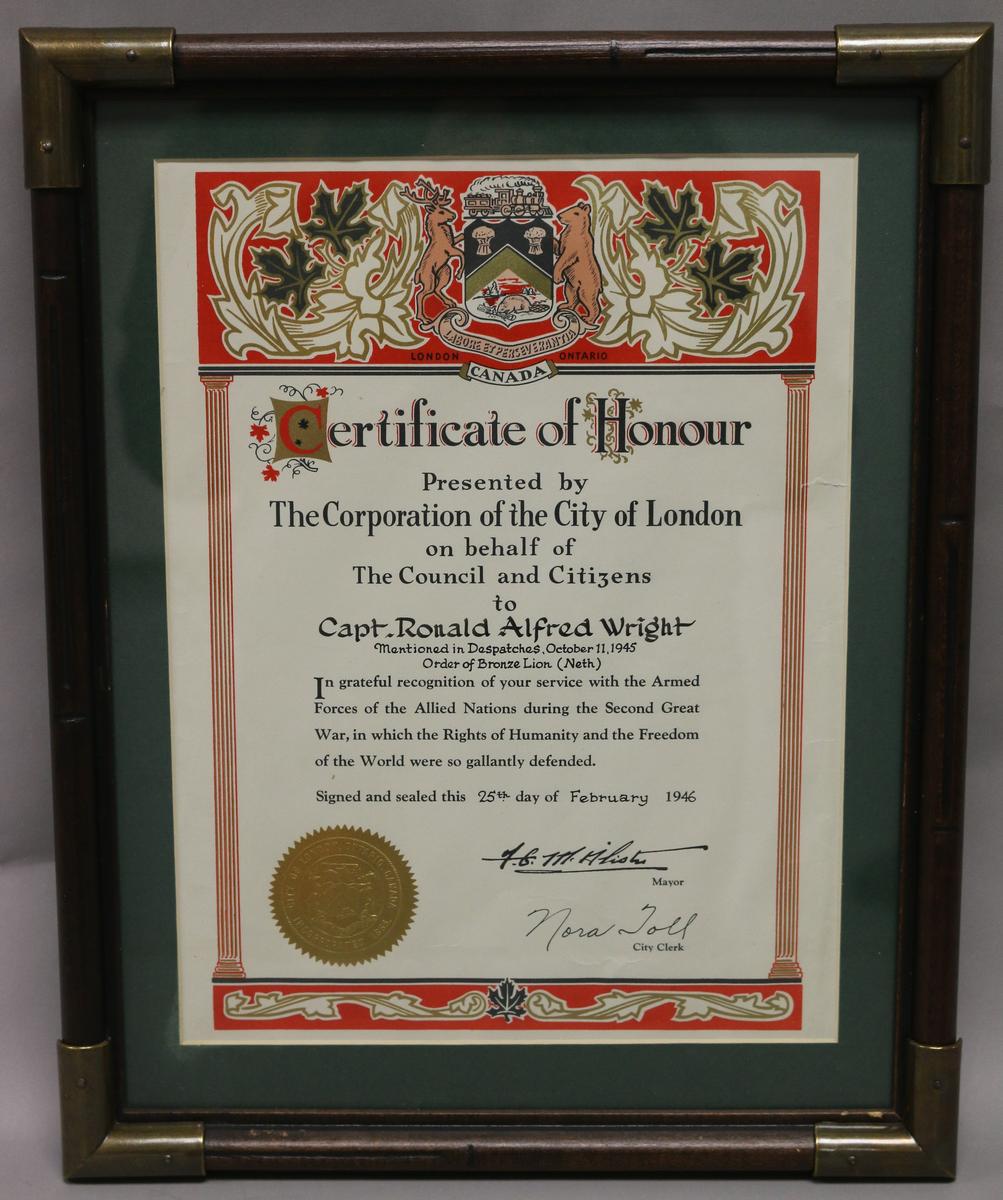 LABORE ET PERSEVERANTIA
LONDON ONTARIO
CANADA
Certificate of Honour
Presented by
The Corporation of the City of London
on behalf of
The Council and Citizens
to
Capt. Ronald Alfred Wright
Mentioned in Despatches, October 11, 1945
Order of Bronze Lion (Neth)
In grateful recognition of your service with the Armed
Forces of the Allied Nations during the Second Great
War, in which the Rights of Humanity and the Freedom
of the World were so gallantly defended.
Signed and sealed this 25th day of February 1946
Mayor
Nora Toll
City Clerk